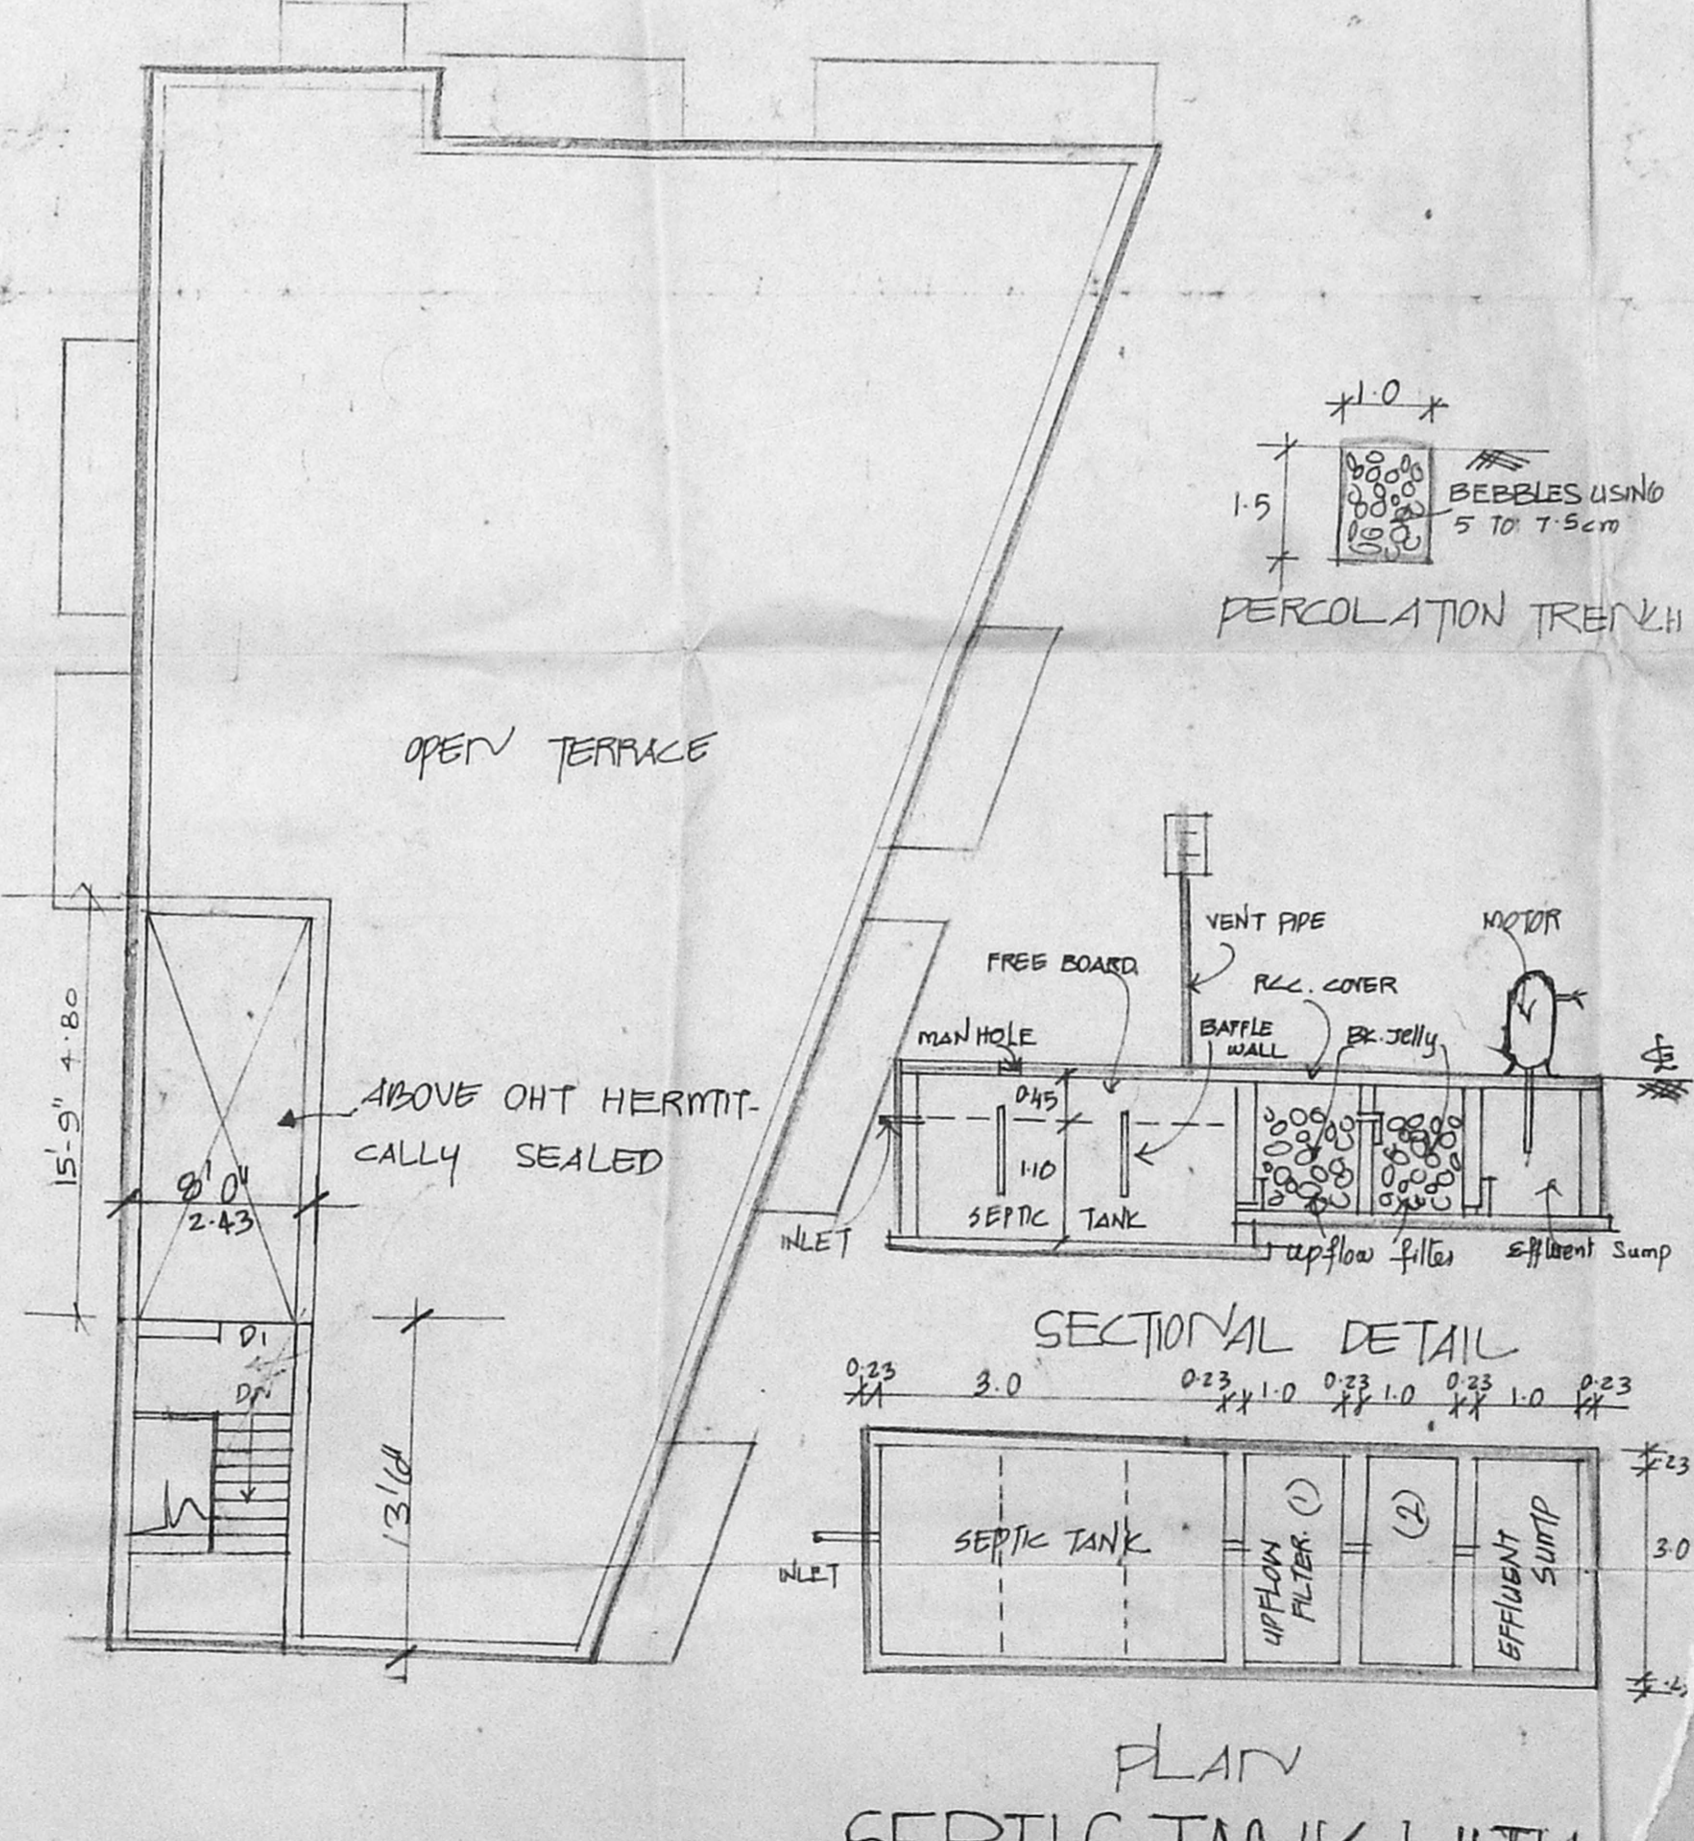 1.0
1.5
BEBBLES USING
5 TO 7.5cm
PERCOLATION TRENCH
OPEN TERRACE
15'-9" 4.80
ABOVE OHT HERMIT-
CALLY SEALED
8'0"
2.43
D1
DN
VENT PIPE
MOTOR
FREE BOARD
R.C.C. COVER
MAN HOLE
BAFFLE
WALL
BK. Jelly
0.45
1.10
SEPTIC TANK
INLET
upflow filter
Effluent Sump
SECTIONAL DETAIL
0.23 3.0 0.23 1.0 0.23 1.0 0.23 1.0 0.23
13'6"
.23
SEPTIC TANK
UPFLOW
FILTER. (1)
(2)
EFFLUENT
SUMP
3.0
INLET
PLAN
SEPTIC TANK WITH